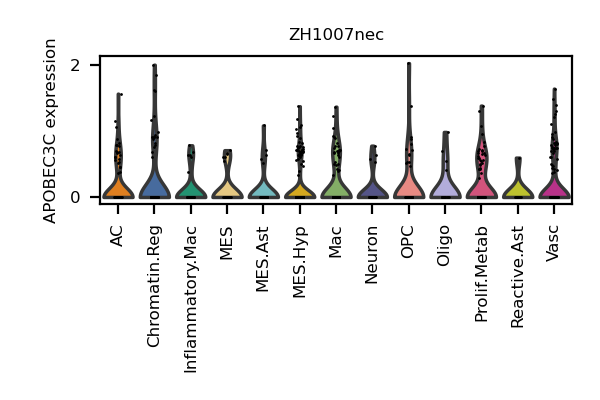 ZH1007nec
APOBEC3C expression
2
0
AC
Chromatin.Reg
Inflammatory.Mac
MES
MES.Ast
MES.Hyp
Mac
Neuron
OPC
Oligo
Prolif.Metab
Reactive.Ast
Vasc